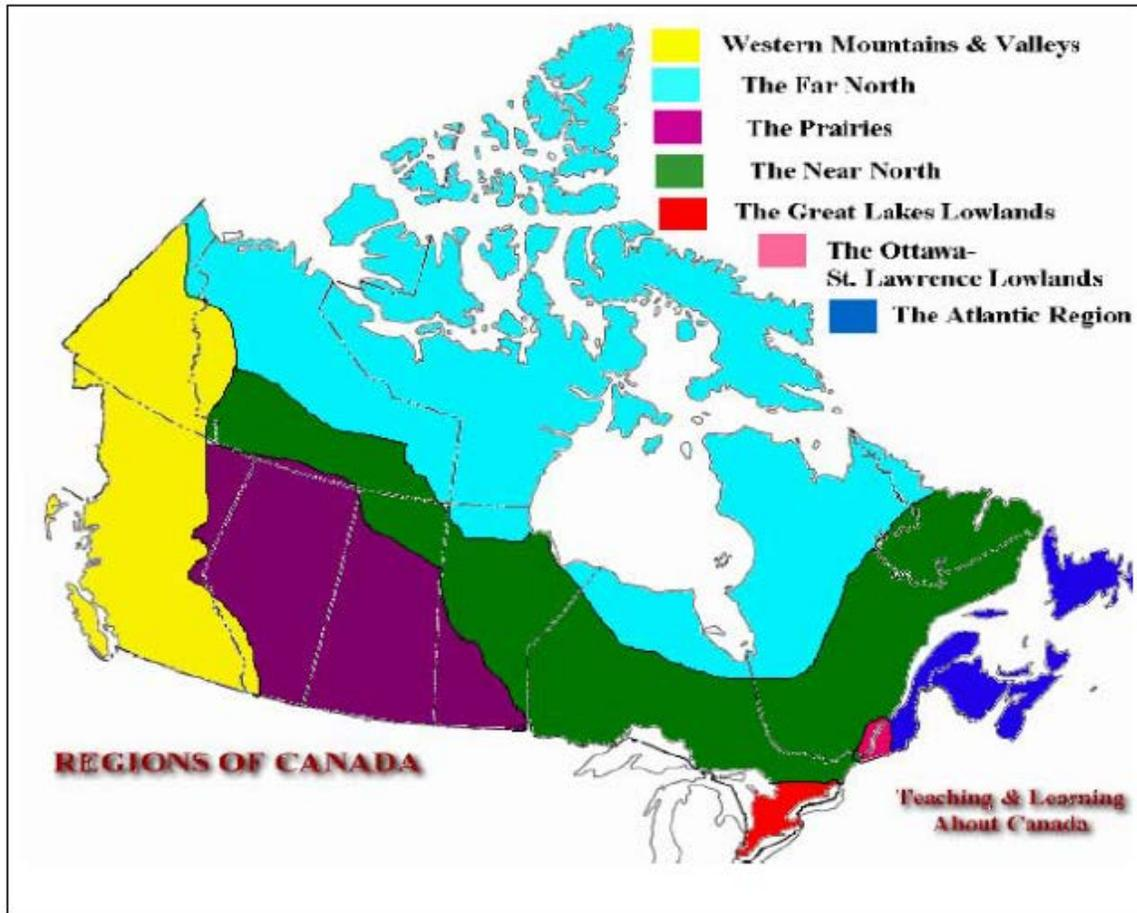 Western Mountains & Valleys
The Far North
The Prairies
The Near North
The Great Lakes Lowlands
The Ottawa-
St. Lawrence Lowlands
The Atlantic Region
REGIONS OF CANADA
Teaching & Learning
About Canada